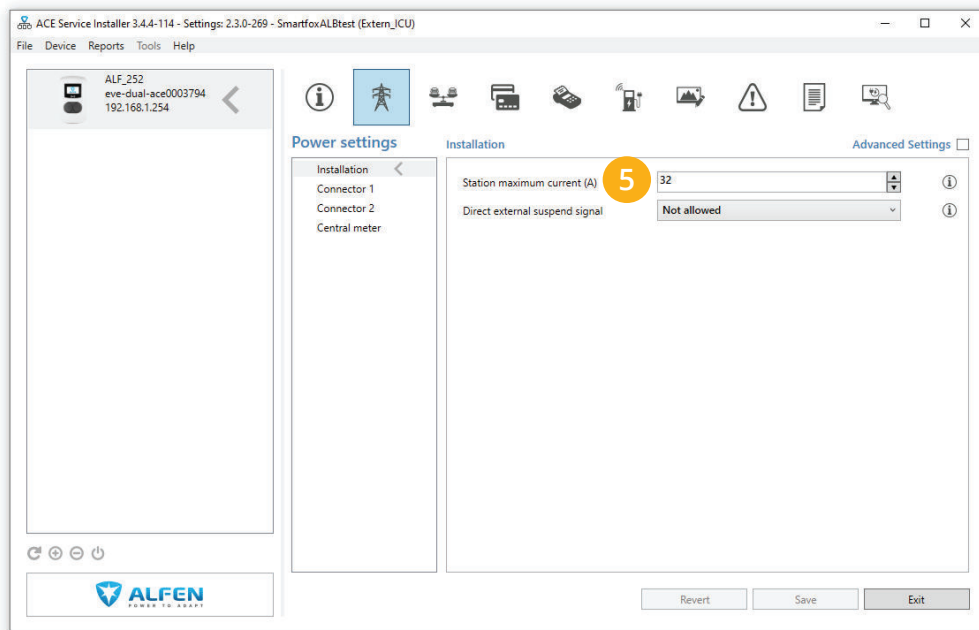 ACE Service Installer 3.4.4-114 - Settings: 2.3.0-269 - SmartfoxALBtest (Extern_ICU)
File Device Reports Tools Help
ALF_252
eve-dual-ace0003794
192.168.1.254
Power settings
Installation
Connector 1
Connector 2
Central meter
Installation
Advanced Settings
Station maximum current (A)
5
32
Direct external suspend signal
Not allowed
ALFEN
POWER TO ADAPT
Revert
Save
Exit